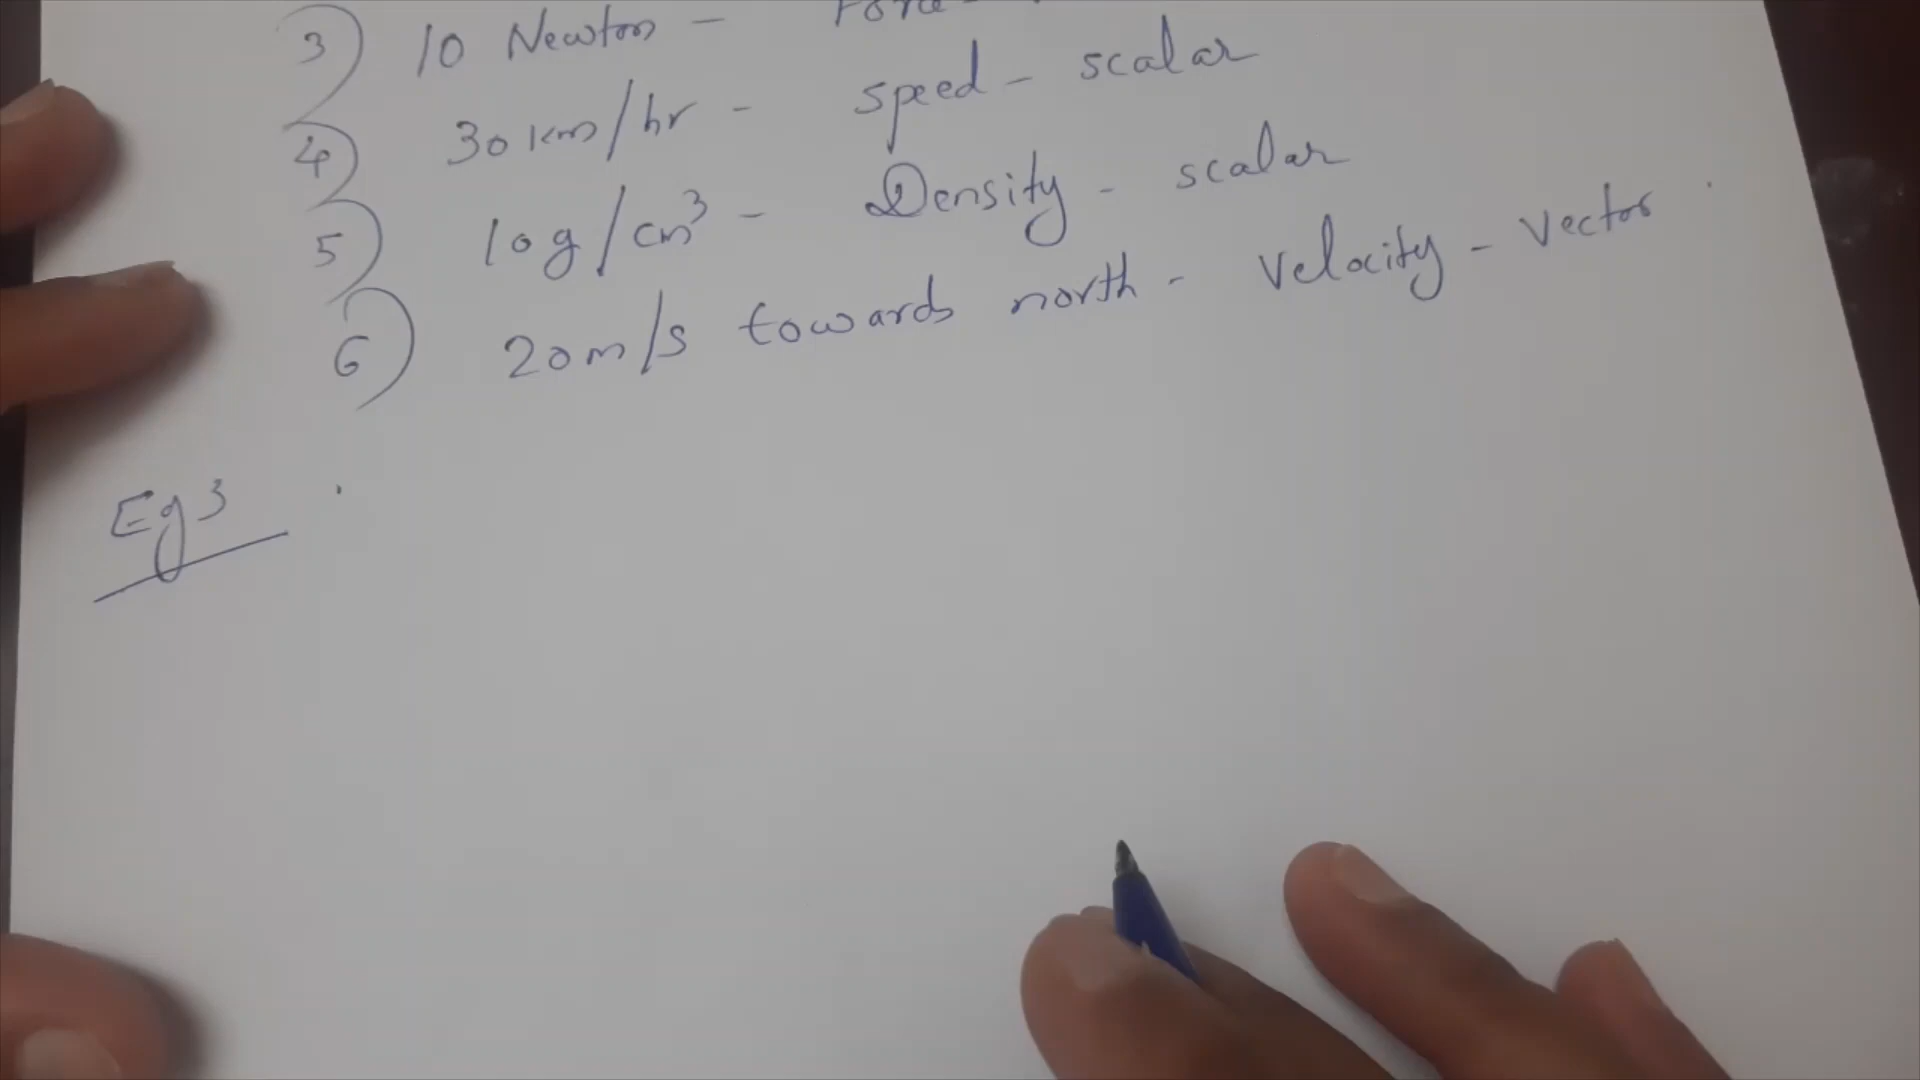 3) 10 Newton - Force
4) 30 km/hr - speed - scalar
5) 10g/cm³ - Density - scalar
6) 20m/s towards north - Velocity - Vector
Eg 3